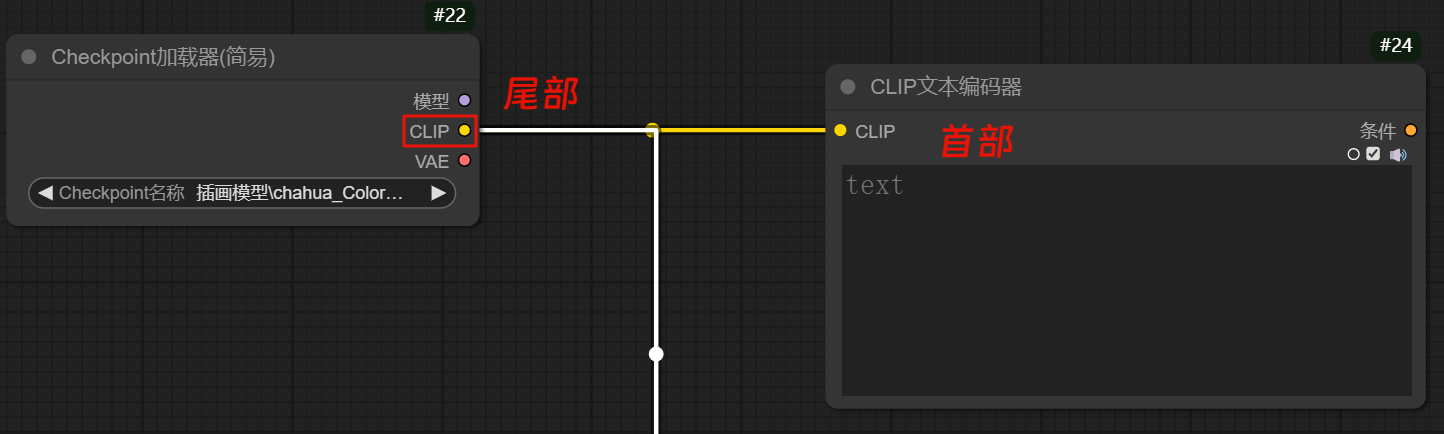 #22
Checkpoint加载器(简易)
模型
CLIP
VAE
Checkpoint名称 插画模型\chahua_Color...
尾部
#24
CLIP文本编码器
CLIP
首部
条件
text